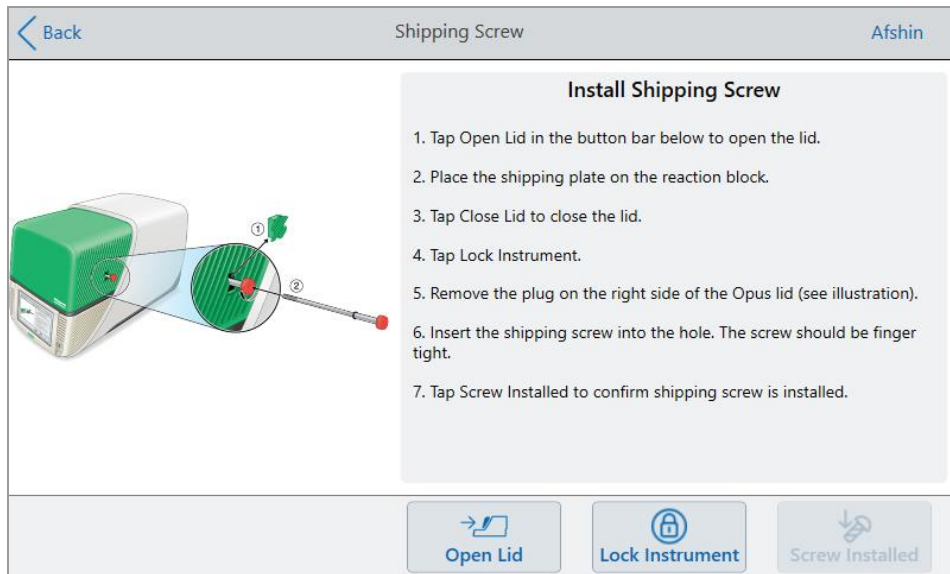 Back
Shipping Screw
Afshin
Install Shipping Screw
1. Tap Open Lid in the button bar below to open the lid.
2. Place the shipping plate on the reaction block.
3. Tap Close Lid to close the lid.
4. Tap Lock Instrument.
5. Remove the plug on the right side of the Opus lid (see illustration).
6. Insert the shipping screw into the hole. The screw should be finger
tight.
7. Tap Screw Installed to confirm shipping screw is installed.
1
2
Open Lid
Lock Instrument
Screw Installed